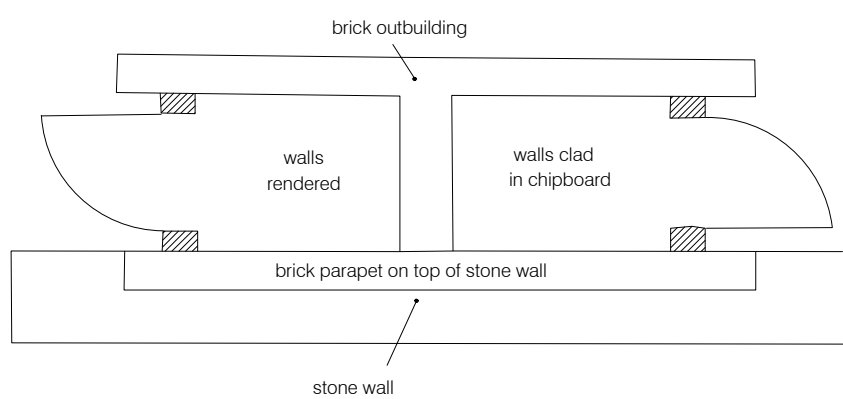 brick outbuilding
walls
rendered
walls clad
in chipboard
brick parapet on top of stone wall
stone wall